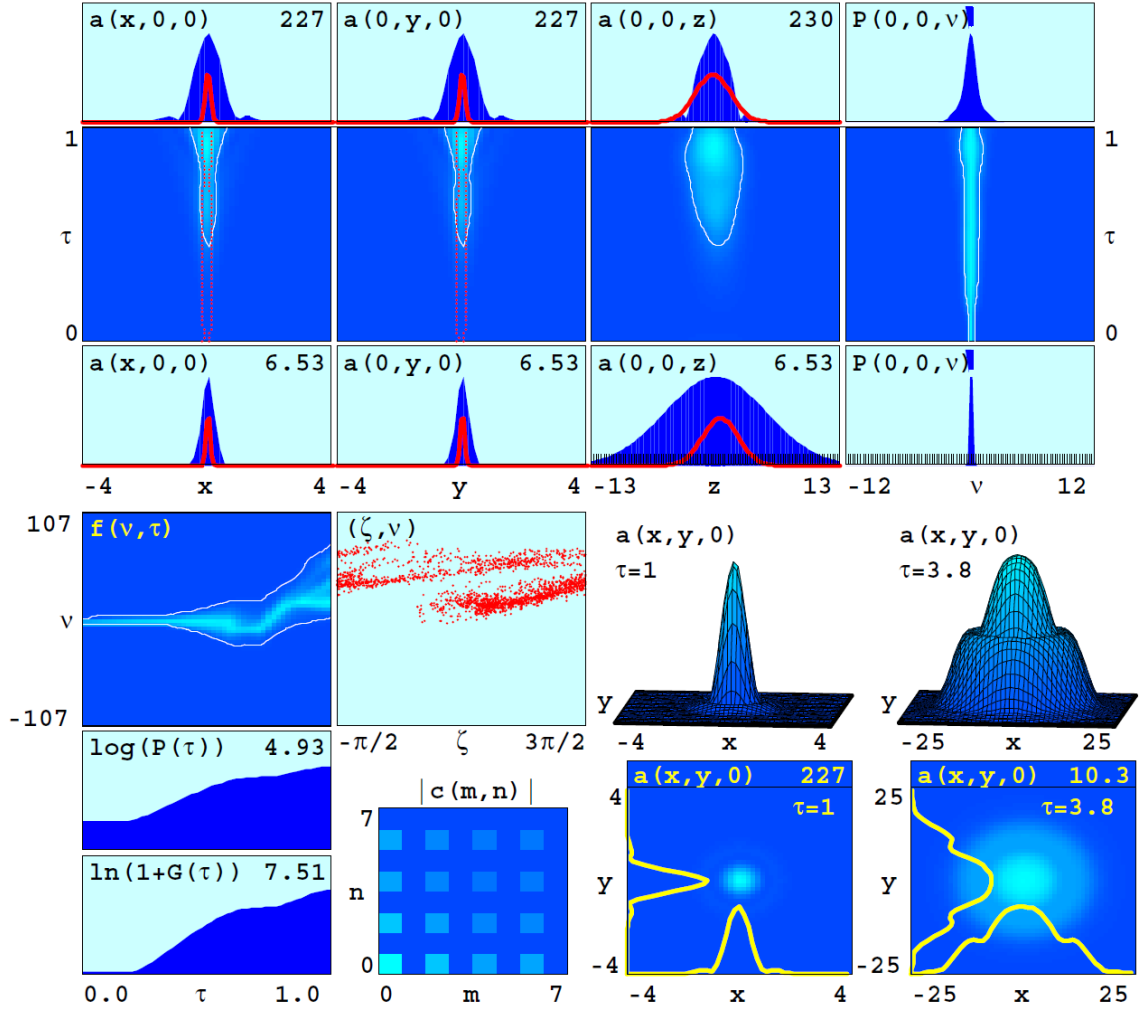 a(x,0,0) 227
a(0,y,0) 227
a(0,0,z) 230
P(0,0,ν)
1
τ
0
1
τ
0
a(x,0,0) 6.53
a(0,y,0) 6.53
a(0,0,z) 6.53
P(0,0,ν)
-4 x 4
-4 y 4
-13 z 13
-12 ν 12
107
ν
-107
f(ν,τ)
(ζ,ν)
-π/2 ζ 3π/2
a(x,y,0)
τ=1
y
-4 x 4
a(x,y,0)
τ=3.8
y
-25 x 25
log(P(τ)) 4.93
ln(1+G(τ)) 7.51
0.0 τ 1.0
|c(m,n)|
7
n
0
0 m 7
a(x,y,0) 227
τ=1
4
y
-4
-4 x 4
a(x,y,0) 10.3
τ=3.8
25
y
-25
-25 x 25